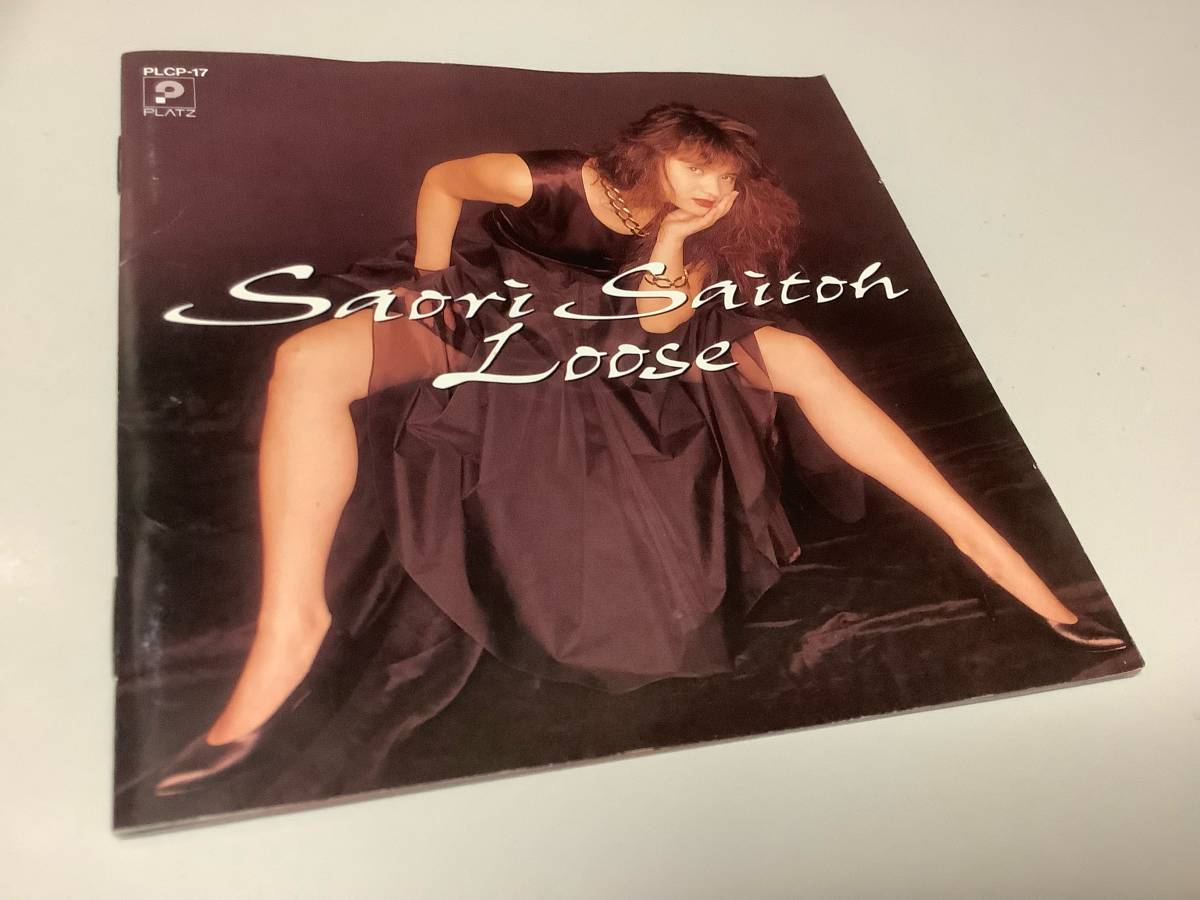 PLCP-17
PLATZ
Saori Saitoh
Loose